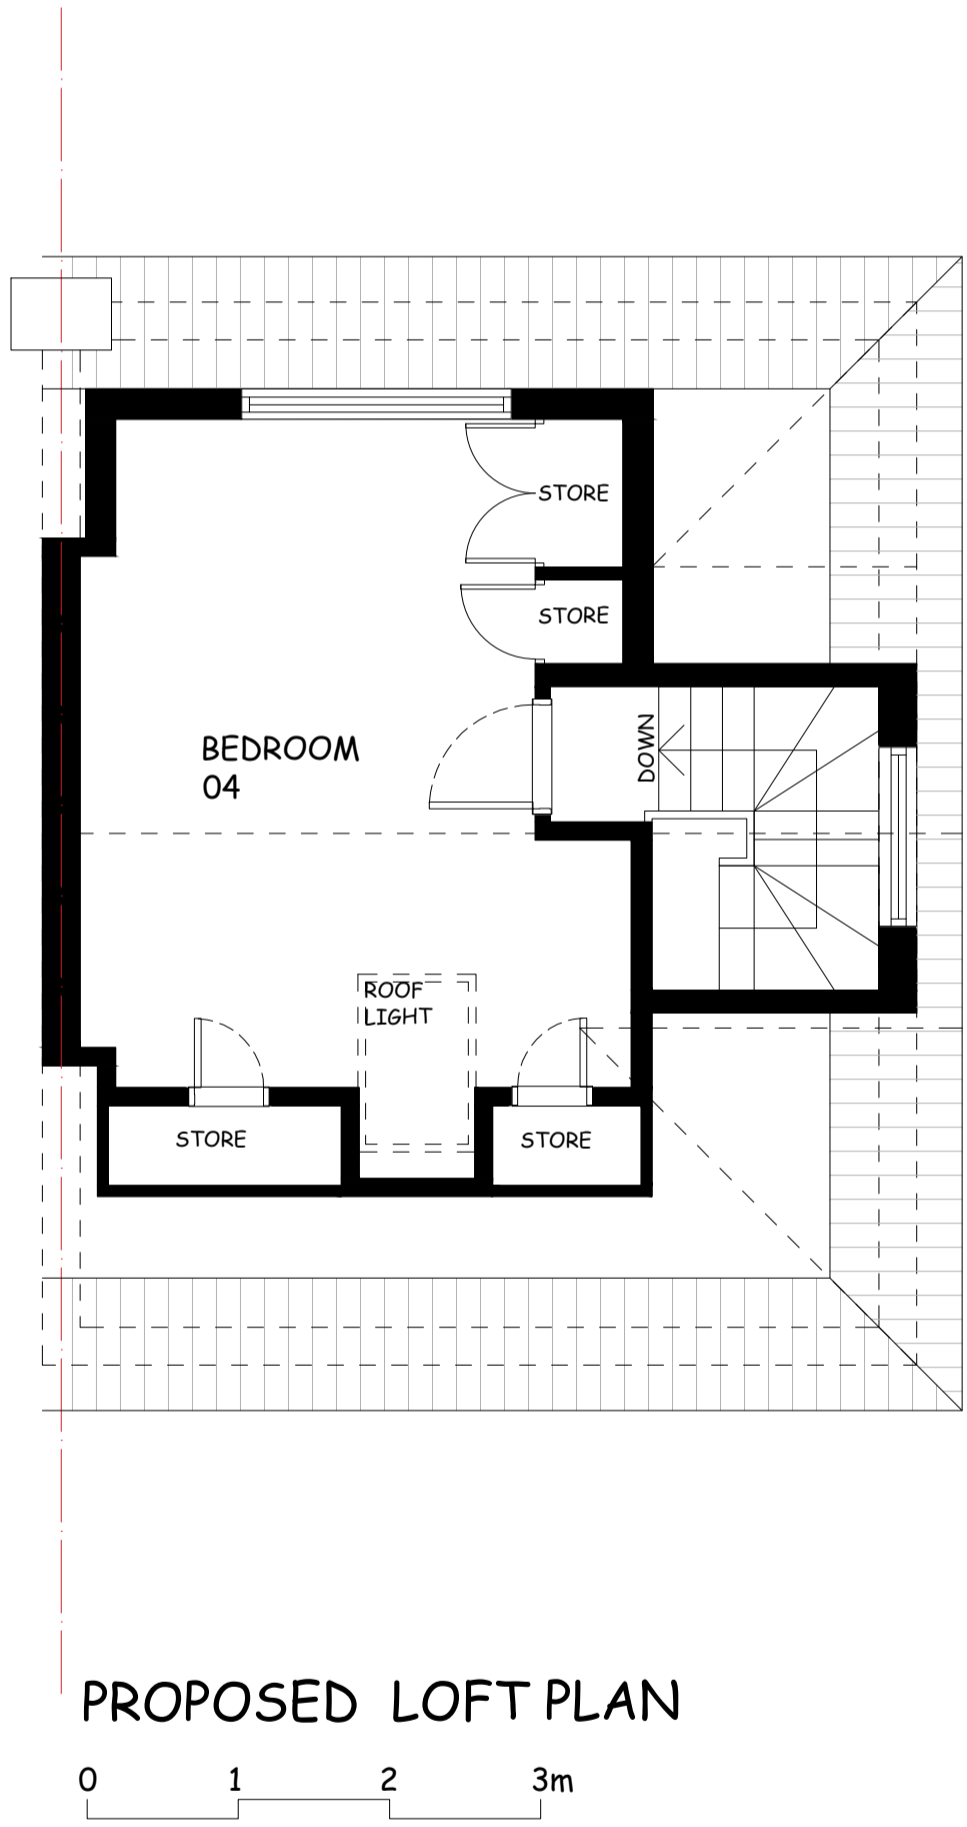 STORE
STORE
DOWN
BEDROOM
04
ROOF
LIGHT
STORE
STORE
PROPOSED LOFT PLAN
0 1 2 3m